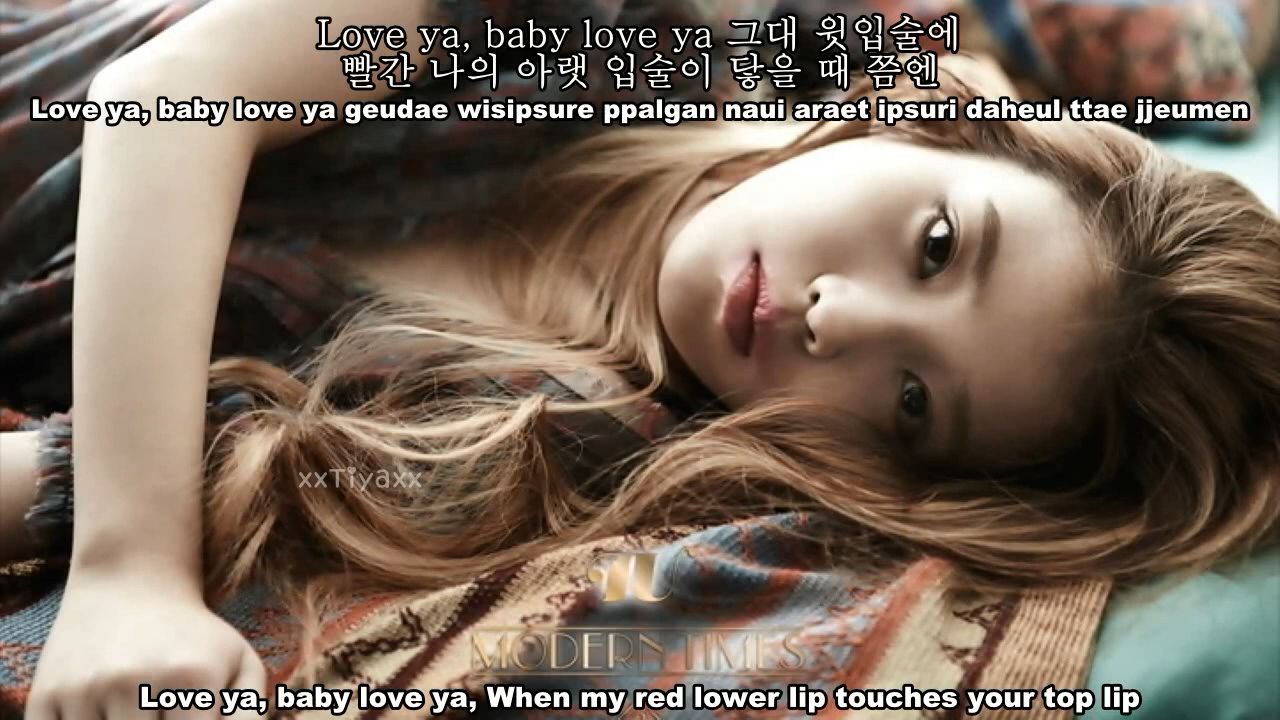 Love ya, baby love ya 그대 윗입술에
빨간 나의 아랫 입술이 닿을 때 쯤엔
Love ya, baby love ya geudae wisipsure ppalgan naui araet ipsuri daheul ttae jjeumen
xxTiyaxx
IU
MODERN TIMES
Love ya, baby love ya, When my red lower lip touches your top lip